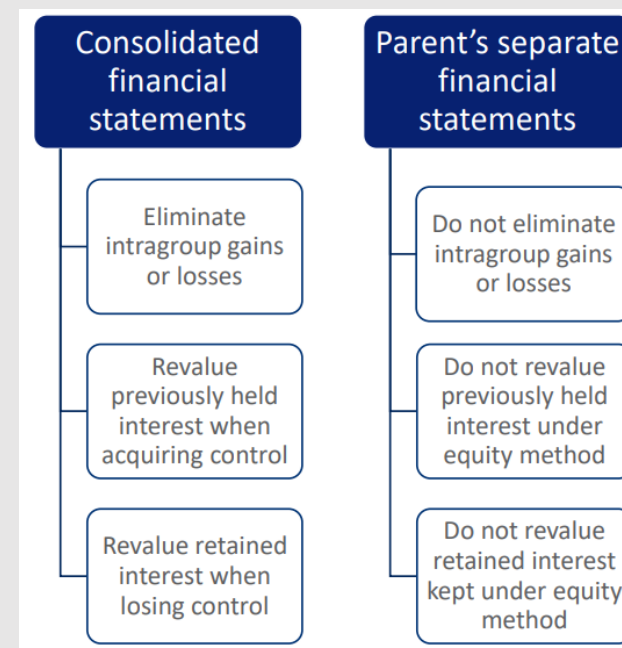 Consolidated
financial
statements
Eliminate
intragroup gains
or losses
Revalue
previously held
interest when
acquiring control
Revalue retained
interest when
losing control
Parent's separate
financial
statements
Do not eliminate
intragroup gains
or losses
Do not revalue
previously held
interest under
equity method
Do not revalue
retained interest
kept under equity
method